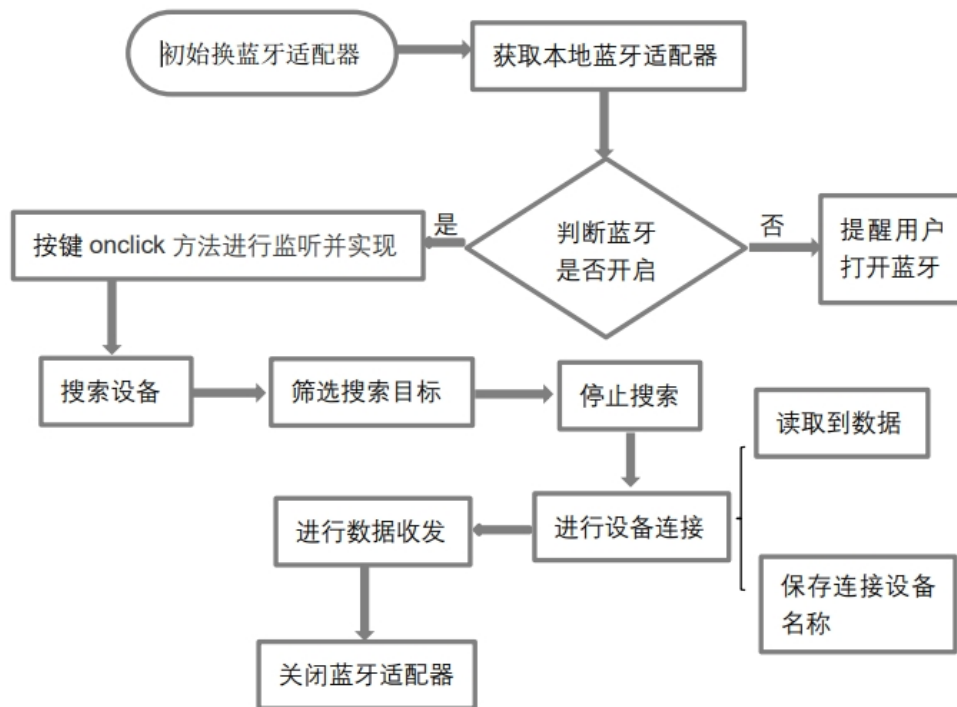 初始换蓝牙适配器
获取本地蓝牙适配器
判断蓝牙
是否开启
是
否
按键 onclick 方法进行监听并实现
提醒用户
打开蓝牙
搜索设备
筛选搜索目标
停止搜索
读取到数据
进行设备连接
进行数据收发
保存连接设备
名称
关闭蓝牙适配器